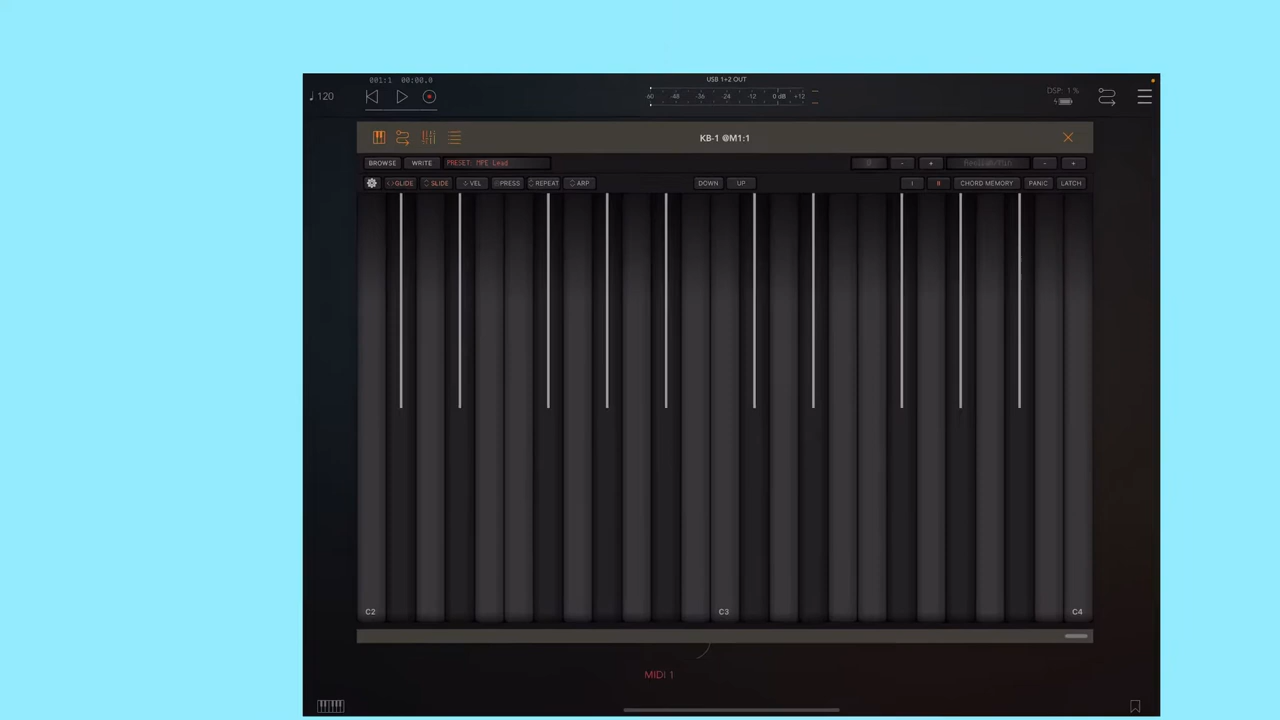 001:1 00:00.0
USB 1+2 OUT
♩ 120
60 -48 -36 -24 -12 0 dB +12
DSP: 1 %
KB-1 @M1:1
BROWSE WRITE PRESET: MPE Lead - + - +
GLIDE SLIDE VEL PRESS REPEAT ARP DOWN UP I II CHORD MEMORY PANIC LATCH
C2 C3 C4
MIDI 1